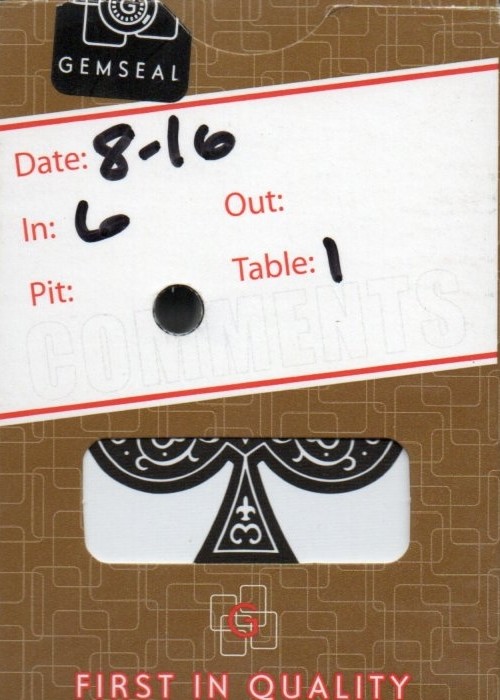 G
GEMSEAL
Date: 8-16
In: 6 Out:
Pit: Table: 1
COMMENTS
G
FIRST IN QUALITY